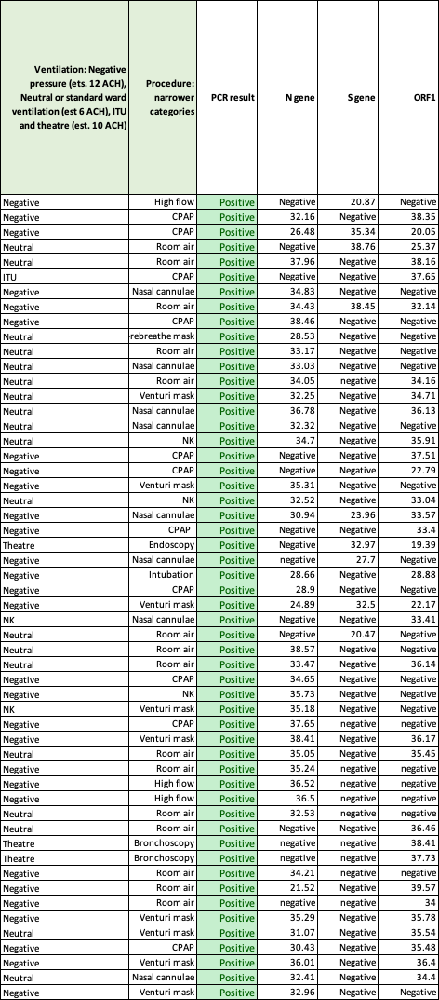 Ventilation: Negative
pressure (ets. 12 ACH),
Neutral or standard ward
ventilation (est 6 ACH), ITU
and theatre (est. 10 ACH)
Procedure:
narrower
categories
PCR result
N gene
S gene
ORF1
Negative High flow Positive Negative 20.87 Negative
Negative CPAP Positive 32.16 Negative 38.35
Negative CPAP Positive 26.48 35.34 20.05
Neutral Room air Positive Negative 38.76 25.37
Neutral Room air Positive 37.96 Negative 38.16
ITU CPAP Positive Negative Negative 37.65
Negative Nasal cannulae Positive 34.83 Negative Negative
Negative Room air Positive 34.43 38.45 32.14
Negative CPAP Positive 38.46 Negative Negative
Neutral -rebreathe mask Positive 28.53 Negative Negative
Neutral Room air Positive 33.17 Negative Negative
Neutral Nasal cannulae Positive 33.03 Negative Negative
Neutral Room air Positive 34.05 negative 34.16
Neutral Venturi mask Positive 32.25 Negative 34.71
Neutral Nasal cannulae Positive 36.78 Negative 36.13
Neutral Nasal cannulae Positive 32.32 Negative Negative
Neutral NK Positive 34.7 Negative 35.91
Negative CPAP Positive Negative Negative 37.51
Negative CPAP Positive Negative Negative 22.79
Negative Venturi mask Positive 35.31 Negative Negative
Neutral NK Positive 32.52 Negative 33.04
Negative Nasal cannulae Positive 30.94 23.96 33.57
Negative CPAP Positive Negative Negative 33.4
Theatre Endoscopy Positive Negative 32.97 19.39
Negative Nasal cannulae Positive negative 27.7 Negative
Negative Intubation Positive 28.66 Negative 28.88
Negative CPAP Positive 28.9 Negative Negative
Negative Venturi mask Positive 24.89 32.5 22.17
NK Nasal cannulae Positive Negative Negative 33.41
Neutral Room air Positive Negative 20.47 Negative
Neutral Room air Positive 38.57 Negative Negative
Neutral Room air Positive 33.47 Negative 36.14
Negative CPAP Positive 34.65 Negative Negative
Negative NK Positive 35.73 Negative Negative
NK Venturi mask Positive 35.18 Negative Negative
Negative CPAP Positive 37.65 negative negative
Negative Venturi mask Positive 38.41 Negative 36.17
Neutral Room air Positive 35.05 Negative 35.45
Negative Room air Positive 35.24 negative negative
Negative High flow Positive 36.52 negative negative
Negative High flow Positive 36.5 negative negative
Neutral Room air Positive 32.53 negative Negative
Neutral Room air Positive Negative Negative 36.46
Theatre Bronchoscopy Positive negative negative 38.41
Theatre Bronchoscopy Positive negative negative 37.73
Negative Room air Positive 34.21 negative negative
Negative Room air Positive 21.52 negative 39.57
Negative Room air Positive negative negative 34
Negative Venturi mask Positive 35.29 Negative 35.78
Neutral Venturi mask Positive 31.07 Negative 35.54
Negative CPAP Positive 30.43 Negative 35.48
Negative Venturi mask Positive 36.01 Negative 36.4
Neutral Nasal cannulae Positive 32.41 Negative 34.4
Negative Venturi mask Positive 32.96 Negative Negative